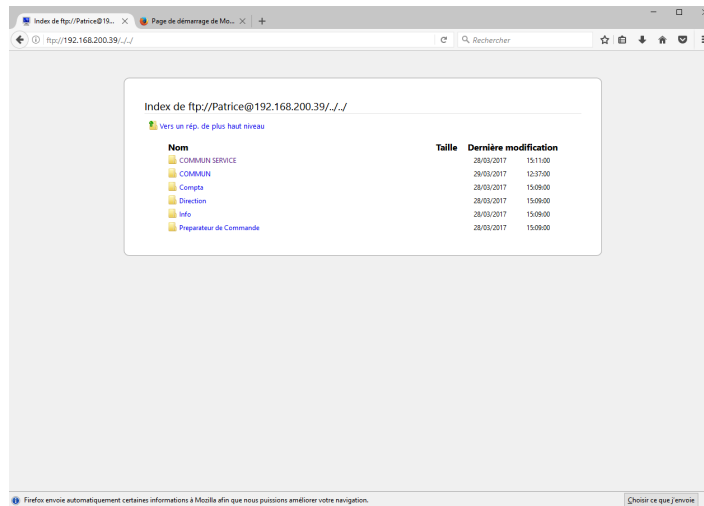 Index de ftp://Patrice@19...
Page de démarrage de Mo...
ftp://192.168.200.39/../../
Rechercher
Index de ftp://Patrice@192.168.200.39/../../
Vers un rép. de plus haut niveau
Nom Taille Dernière modification
COMMUN SERVICE 28/03/2017 15:11:00
COMMUN 29/03/2017 12:37:00
Compta 28/03/2017 15:09:00
Direction 28/03/2017 15:09:00
Info 28/03/2017 15:09:00
Preparateur de Commande 28/03/2017 15:09:00
Firefox envoie automatiquement certaines informations à Mozilla afin que nous puissions améliorer votre navigation. Choisir ce que j'envoie